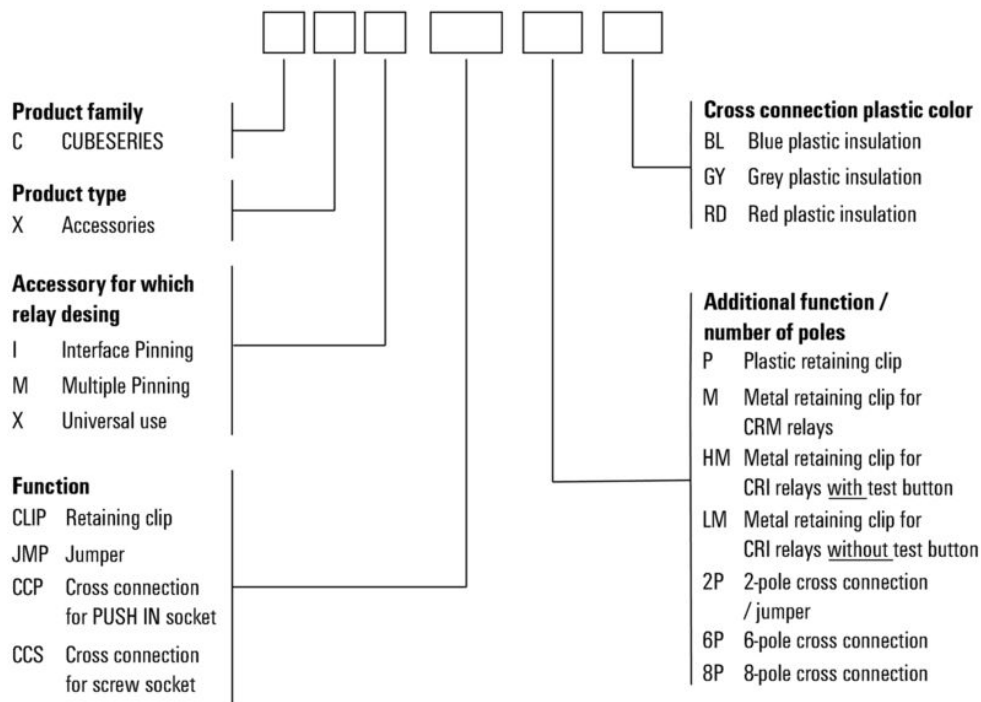 Product family
C CUBESERIES
Product type
X Accessories
Accessory for which
relay desing
I Interface Pinning
M Multiple Pinning
X Universal use
Function
CLIP Retaining clip
JMP Jumper
CCP Cross connection
for PUSH IN socket
CCS Cross connection
for screw socket
Cross connection plastic color
BL Blue plastic insulation
GY Grey plastic insulation
RD Red plastic insulation
Additional function /
number of poles
P Plastic retaining clip
M Metal retaining clip for
CRM relays
HM Metal retaining clip for
CRI relays with test button
LM Metal retaining clip for
CRI relays without test button
2P 2-pole cross connection
/ jumper
6P 6-pole cross connection
8P 8-pole cross connection